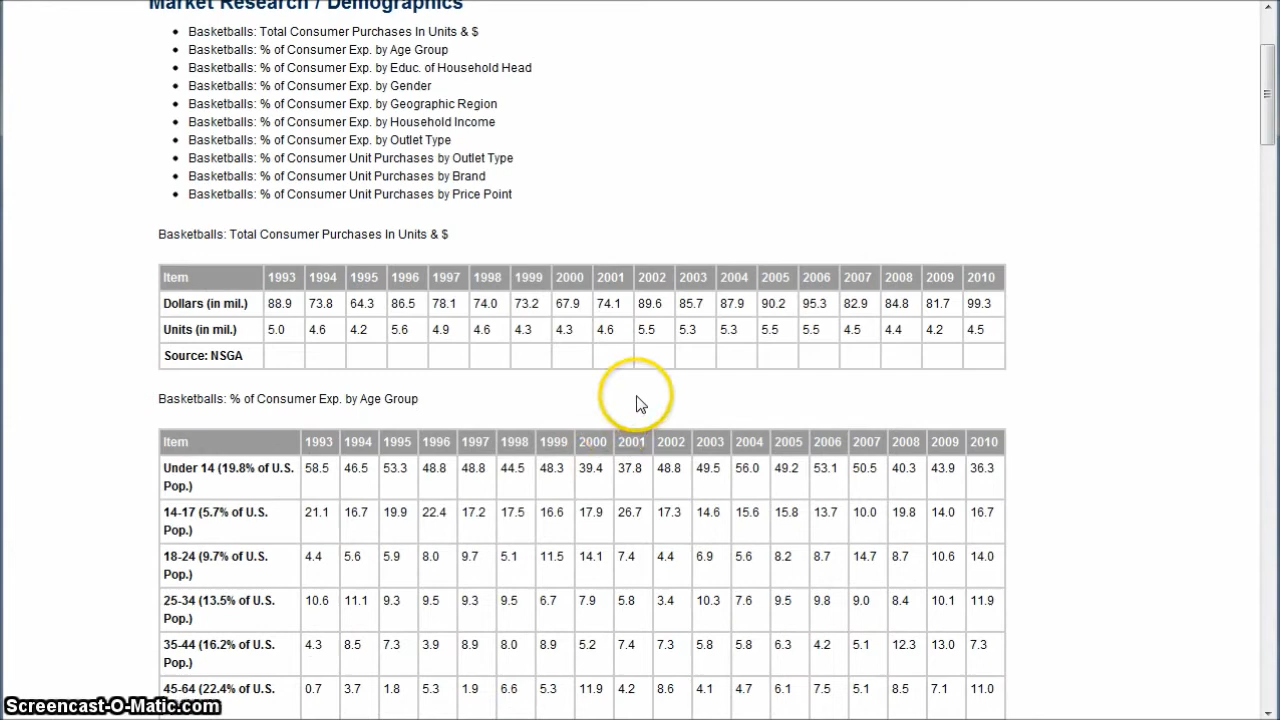 Market Research / Demographics
Basketballs: Total Consumer Purchases In Units & $
Basketballs: % of Consumer Exp. by Age Group
Basketballs: % of Consumer Exp. by Educ. of Household Head
Basketballs: % of Consumer Exp. by Gender
Basketballs: % of Consumer Exp. by Geographic Region
Basketballs: % of Consumer Exp. by Household Income
Basketballs: % of Consumer Exp. by Outlet Type
Basketballs: % of Consumer Unit Purchases by Outlet Type
Basketballs: % of Consumer Unit Purchases by Brand
Basketballs: % of Consumer Unit Purchases by Price Point
Basketballs: Total Consumer Purchases In Units & $
Item 1993 1994 1995 1996 1997 1998 1999 2000 2001 2002 2003 2004 2005 2006 2007 2008 2009 2010
Dollars (in mil.) 88.9 73.8 64.3 86.5 78.1 74.0 73.2 67.9 74.1 89.6 85.7 87.9 90.2 95.3 82.9 84.8 81.7 99.3
Units (in mil.) 5.0 4.6 4.2 5.6 4.9 4.6 4.3 4.3 4.6 5.5 5.3 5.3 5.5 5.5 4.5 4.4 4.2 4.5
Source: NSGA
Basketballs: % of Consumer Exp. by Age Group
Item 1993 1994 1995 1996 1997 1998 1999 2000 2001 2002 2003 2004 2005 2006 2007 2008 2009 2010
Under 14 (19.8% of U.S. 58.5 46.5 53.3 48.8 48.8 44.5 48.3 39.4 37.8 48.8 49.5 56.0 49.2 53.1 50.5 40.3 43.9 36.3
Pop.)
14-17 (5.7% of U.S. 21.1 16.7 19.9 22.4 17.2 17.5 16.6 17.9 26.7 17.3 14.6 15.6 15.8 13.7 10.0 19.8 14.0 16.7
Pop.)
18-24 (9.7% of U.S. 4.4 5.6 5.9 8.0 9.7 5.1 11.5 14.1 7.4 4.4 6.9 5.6 8.2 8.7 14.7 8.7 10.6 14.0
Pop.)
25-34 (13.5% of U.S. 10.6 11.1 9.3 9.5 9.3 9.5 6.7 7.9 5.8 3.4 10.3 7.6 9.5 9.8 9.0 8.4 10.1 11.9
Pop.)
35-44 (16.2% of U.S. 4.3 8.5 7.3 3.9 8.9 8.0 8.9 5.2 7.4 7.3 5.8 5.8 6.3 4.2 5.1 12.3 13.0 7.3
Pop.)
45-64 (22.4% of U.S. 0.7 3.7 1.8 5.3 1.9 6.6 5.3 11.9 4.2 8.6 4.1 4.7 6.1 7.5 5.1 8.5 7.1 11.0
Screencast-O-Matic.com